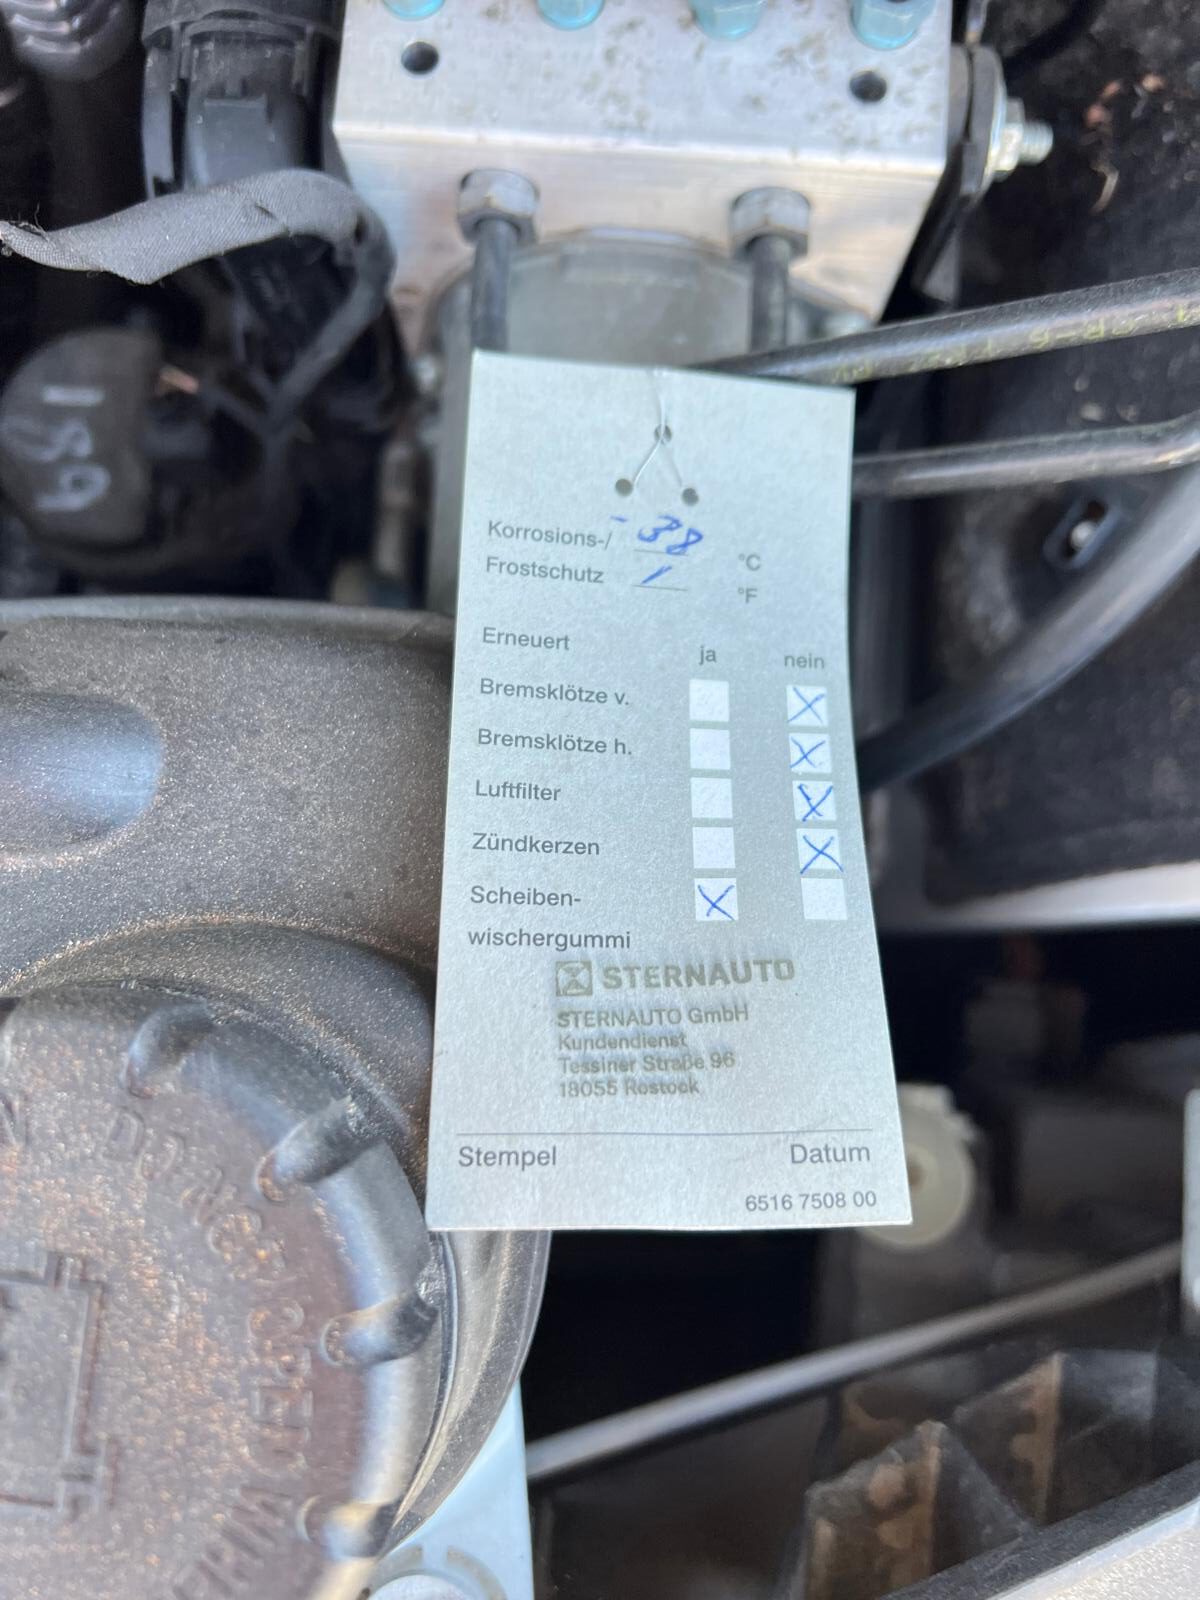 189
Korrosions-/ -38 °C
Frostschutz / °F
Erneuert ja nein
Bremsklötze v. X
Bremsklötze h. X
Luftfilter X
Zündkerzen X
Scheiben- X
wischergummi
STERNAUTO
STERNAUTO GmbH
Kundendienst
Tessiner Straße 96
18055 Rostock
Stempel Datum
6516 7508 00